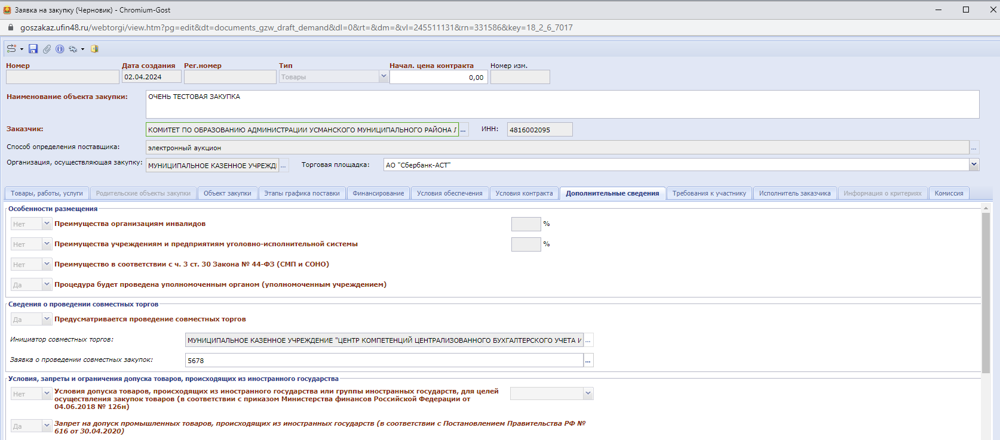 Заявка на закупку (Черновик) - Chromium-Gost
goszakaz.ufin48.ru/webtorgi/view.htm?pg=edit&dt=documents_gzw_draft_demand&dl=0&rt=&dm=&vl=245511131&rn=331586&key=18_2_6_7017
Номер Дата создания Рег.номер Тип Начал. цена контракта Номер изм.
02.04.2024 Товары 0,00
Наименование объекта закупки: ОЧЕНЬ ТЕСТОВАЯ ЗАКУПКА
Заказчик: КОМИТЕТ ПО ОБРАЗОВАНИЮ АДМИНИСТРАЦИИ УСМАНСКОГО МУНИЦИПАЛЬНОГО РАЙОНА Л ... ИНН: 4816002095
Способ определения поставщика: электронный аукцион ...
Организация, осуществляющая закупку: МУНИЦИПАЛЬНОЕ КАЗЕННОЕ УЧРЕЖДЕ ... Торговая площадка: АО "Сбербанк-АСТ"
Товары, работы, услуги Родительские объекты закупки Объект закупки Этапы графика поставки Финансирование Условия обеспечения Условия контракта Дополнительные сведения Требования к участнику Исполнитель заказчика Информация о критериях Комиссия
Особенности размещения
Нет Преимущества организациям инвалидов %
Нет Преимущества учреждениям и предприятиям уголовно-исполнительной системы %
Нет Преимущество в соответствии с ч. 3 ст. 30 Закона № 44-ФЗ (СМП и СОНО)
Да Процедура будет проведена уполномоченным органом (уполномоченным учреждением)
Сведения о проведении совместных торгов
Да Предусматривается проведение совместных торгов
Инициатор совместных торгов: МУНИЦИПАЛЬНОЕ КАЗЕННОЕ УЧРЕЖДЕНИЕ "ЦЕНТР КОМПЕТЕНЦИЙ ЦЕНТРАЛИЗОВАННОГО БУХГАЛТЕРСКОГО УЧЕТА И ...
Заявка о проведении совместных закупок: 5678 ...
Условия, запреты и ограничения допуска товаров, происходящих из иностранного государства
Нет Условия допуска товаров, происходящих из иностранного государства или группы иностранных государств, для целей
осуществления закупок товаров (в соответствии с приказом Министерства финансов Российской Федерации от
04.06.2018 № 126н)
Да Запрет на допуск промышленных товаров, происходящих из иностранных государств (в соответствии с Постановлением Правительства РФ №
616 от 30.04.2020)